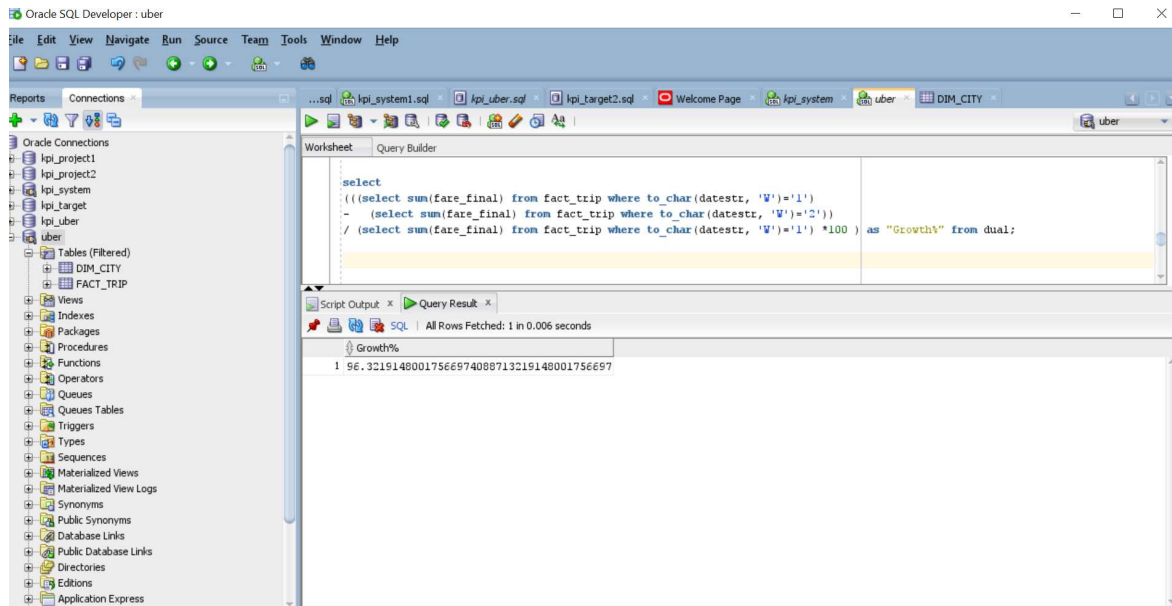 Oracle SQL Developer : uber
File Edit View Navigate Run Source Team Tools Window Help
Reports Connections
...sql kpi_system1.sql kpi_uber.sql kpi_target2.sql Welcome Page kpi_system uber DIM_CITY
uber
Oracle Connections
kpi_project1
kpi_project2
kpi_system
kpi_target
kpi_uber
uber
Tables (Filtered)
DIM_CITY
FACT_TRIP
Views
Indexes
Packages
Procedures
Functions
Operators
Queues
Queues Tables
Triggers
Types
Sequences
Materialized Views
Materialized View Logs
Synonyms
Public Synonyms
Database Links
Public Database Links
Directories
Editions
Application Express
Worksheet Query Builder
select
(((select sum(fare_final) from fact_trip where to_char(datestr, 'W')='1')
- (select sum(fare_final) from fact_trip where to_char(datestr, 'W')='2'))
/ (select sum(fare_final) from fact_trip where to_char(datestr, 'W')='1') *100 ) as "Growth%" from dual;
Script Output x Query Result x
SQL | All Rows Fetched: 1 in 0.006 seconds
Growth%
1 96.32191480017566974088713219148001756697